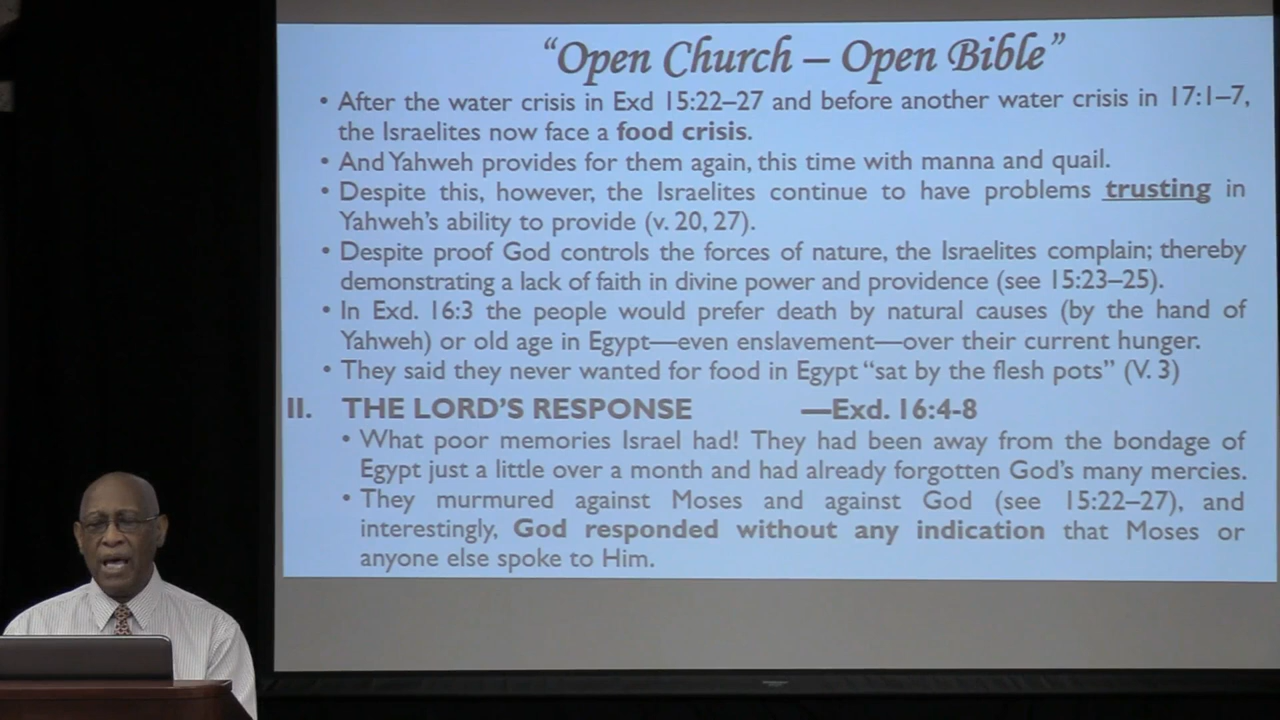 “Open Church – Open Bible”
• After the water crisis in Exd 15:22–27 and before another water crisis in 17:1–7,
the Israelites now face a food crisis.
• And Yahweh provides for them again, this time with manna and quail.
• Despite this, however, the Israelites continue to have problems trusting in
Yahweh’s ability to provide (v. 20, 27).
• Despite proof God controls the forces of nature, the Israelites complain; thereby
demonstrating a lack of faith in divine power and providence (see 15:23–25).
• In Exd. 16:3 the people would prefer death by natural causes (by the hand of
Yahweh) or old age in Egypt—even enslavement—over their current hunger.
• They said they never wanted for food in Egypt “sat by the flesh pots” (V. 3)
II. THE LORD’S RESPONSE —Exd. 16:4-8
• What poor memories Israel had! They had been away from the bondage of
Egypt just a little over a month and had already forgotten God’s many mercies.
• They murmured against Moses and against God (see 15:22–27), and
interestingly, God responded without any indication that Moses or
anyone else spoke to Him.